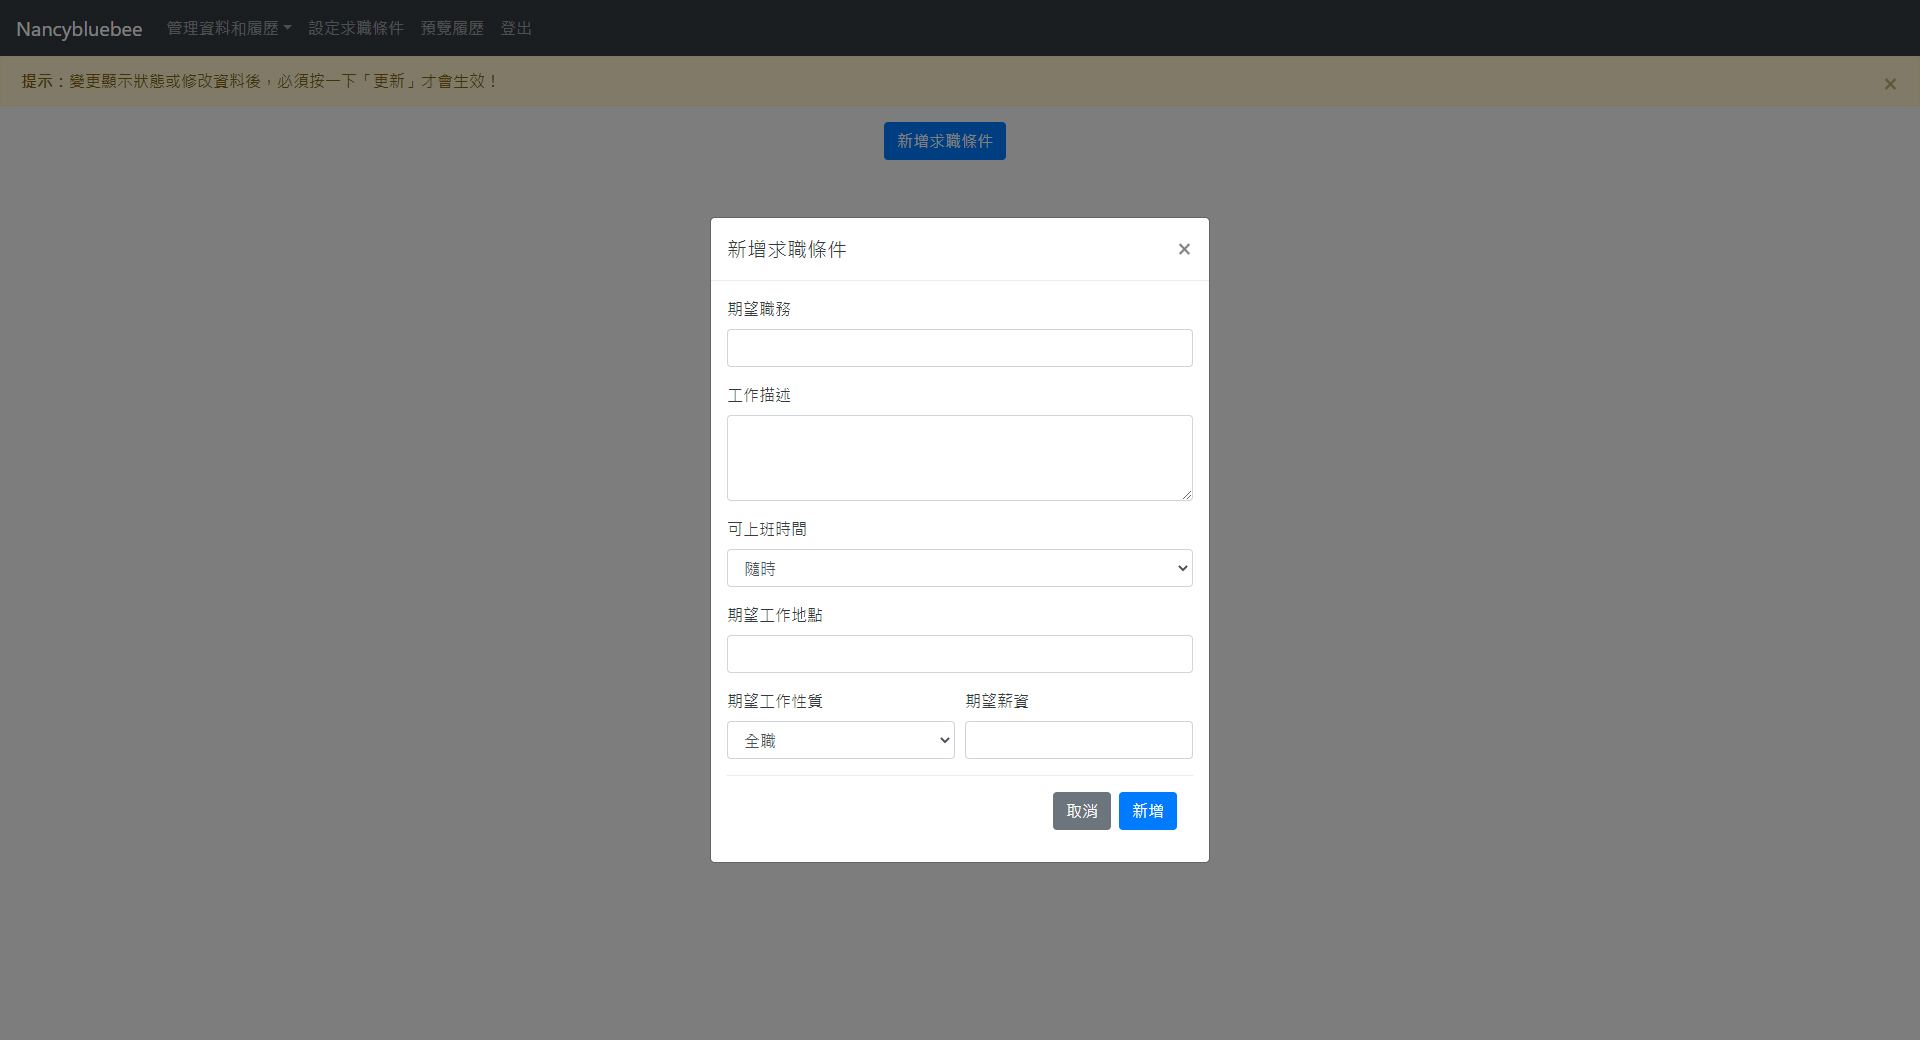 Nancybluebee 管理資料和履歷 設定求職條件 預覽履歷 登出
提示：變更顯示狀態或修改資料後，必須按一下「更新」才會生效！ ×
新增求職條件
新增求職條件 ×
期望職務
工作描述
可上班時間
隨時
期望工作地點
期望工作性質 期望薪資
全職
取消 新增